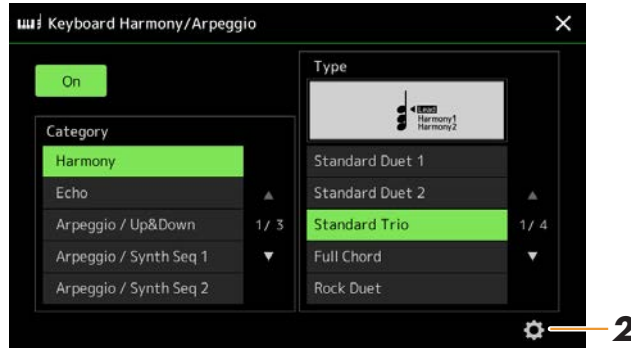 Keyboard Harmony/Arpeggio
On
Category
Harmony
Echo
Arpeggio / Up&Down
Arpeggio / Synth Seq 1
Arpeggio / Synth Seq 2
1/ 3
Type
Lead
Harmony1
Harmony2
Standard Duet 1
Standard Duet 2
Standard Trio
Full Chord
Rock Duet
1/ 4
2